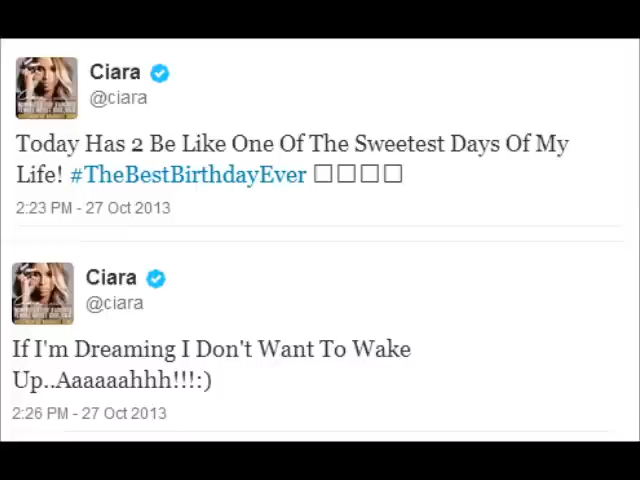 Ciara
@ciara
Today Has 2 Be Like One Of The Sweetest Days Of My
Life! #TheBestBirthdayEver □□□□
2:23 PM - 27 Oct 2013
Ciara
@ciara
If I'm Dreaming I Don't Want To Wake
Up..Aaaaaahhh!!!:)
2:26 PM - 27 Oct 2013